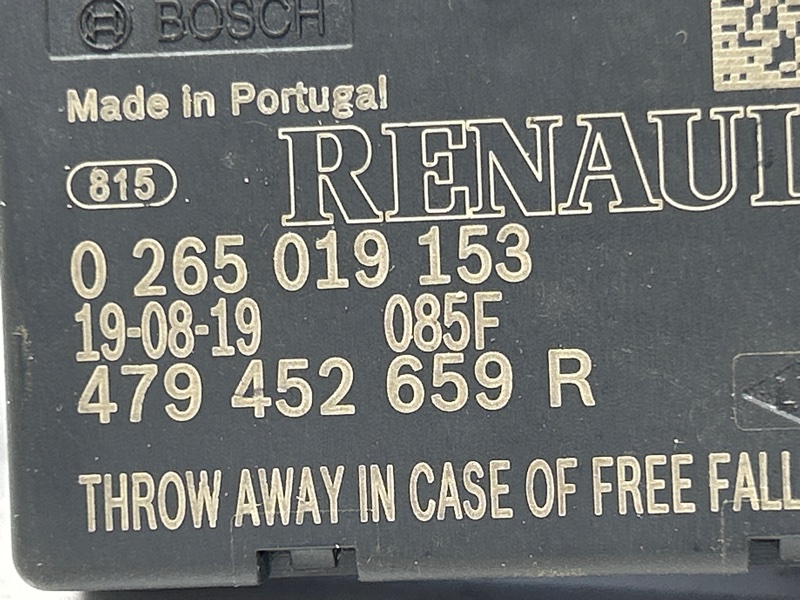 BOSCH
Made in Portugal
RENAUL
815
0 265 019 153
19-08-19 085F
479 452 659 R
THROW AWAY IN CASE OF FREE FALL